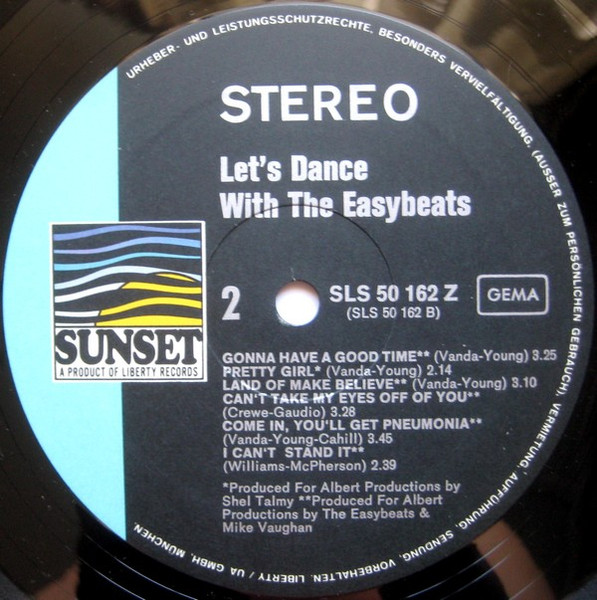 URHEBER- UND LEISTUNGSSCHUTZRECHTE, BESONDERS VERVIELFÄLTIGUNG, (AUSSER ZUM PERSÖNLICHEN GEBRAUCH), VERMIETUNG, AUFFÜHRUNG, SENDUNG, VORBEHALTEN. LIBERTY / UA GMBH. MÜNCHEN.
STEREO
Let's Dance
With The Easybeats
2
SLS 50 162 Z
(SLS 50 162 B)
GEMA
SUNSET
A PRODUCT OF LIBERTY RECORDS
GONNA HAVE A GOOD TIME** (Vanda-Young) 3.25
PRETTY GIRL* (Vanda-Young) 2.14
LAND OF MAKE BELIEVE** (Vanda-Young) 3.10
CAN'T TAKE MY EYES OFF OF YOU**
(Crewe-Gaudio) 3.28
COME IN, YOU'LL GET PNEUMONIA**
(Vanda-Young-Cahill) 3.45
I CAN'T STAND IT**
(Williams-McPherson) 2.39
*Produced For Albert Productions by
Shel Talmy **Produced For Albert
Productions by The Easybeats &
Mike Vaughan